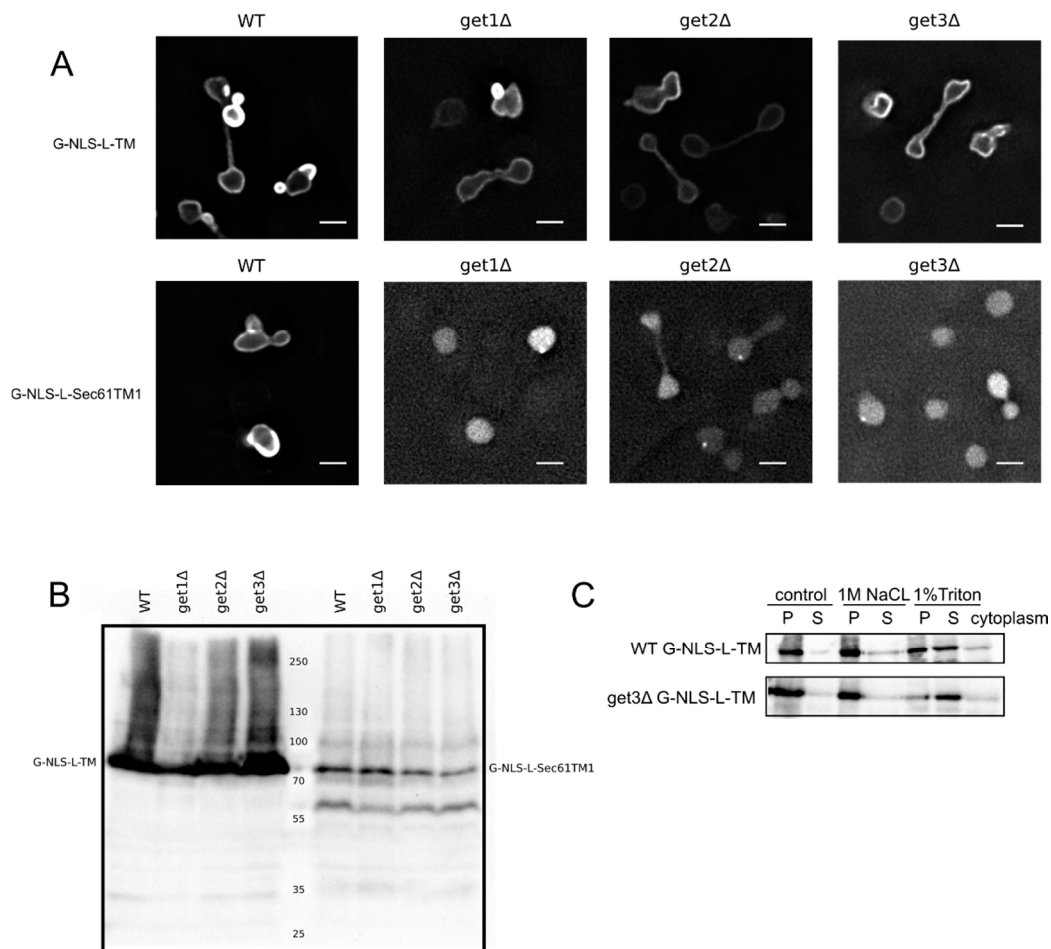 A
WT get1Δ get2Δ get3Δ
G-NLS-L-TM
WT get1Δ get2Δ get3Δ
G-NLS-L-Sec61TM1
B
WT get1Δ get2Δ get3Δ WT get1Δ get2Δ get3Δ
250
130
100
G-NLS-L-TM
G-NLS-L-Sec61TM1
70
55
35
25
C
control 1M NaCL 1%Triton
P S P S P S cytoplasm
WT G-NLS-L-TM
get3Δ G-NLS-L-TM